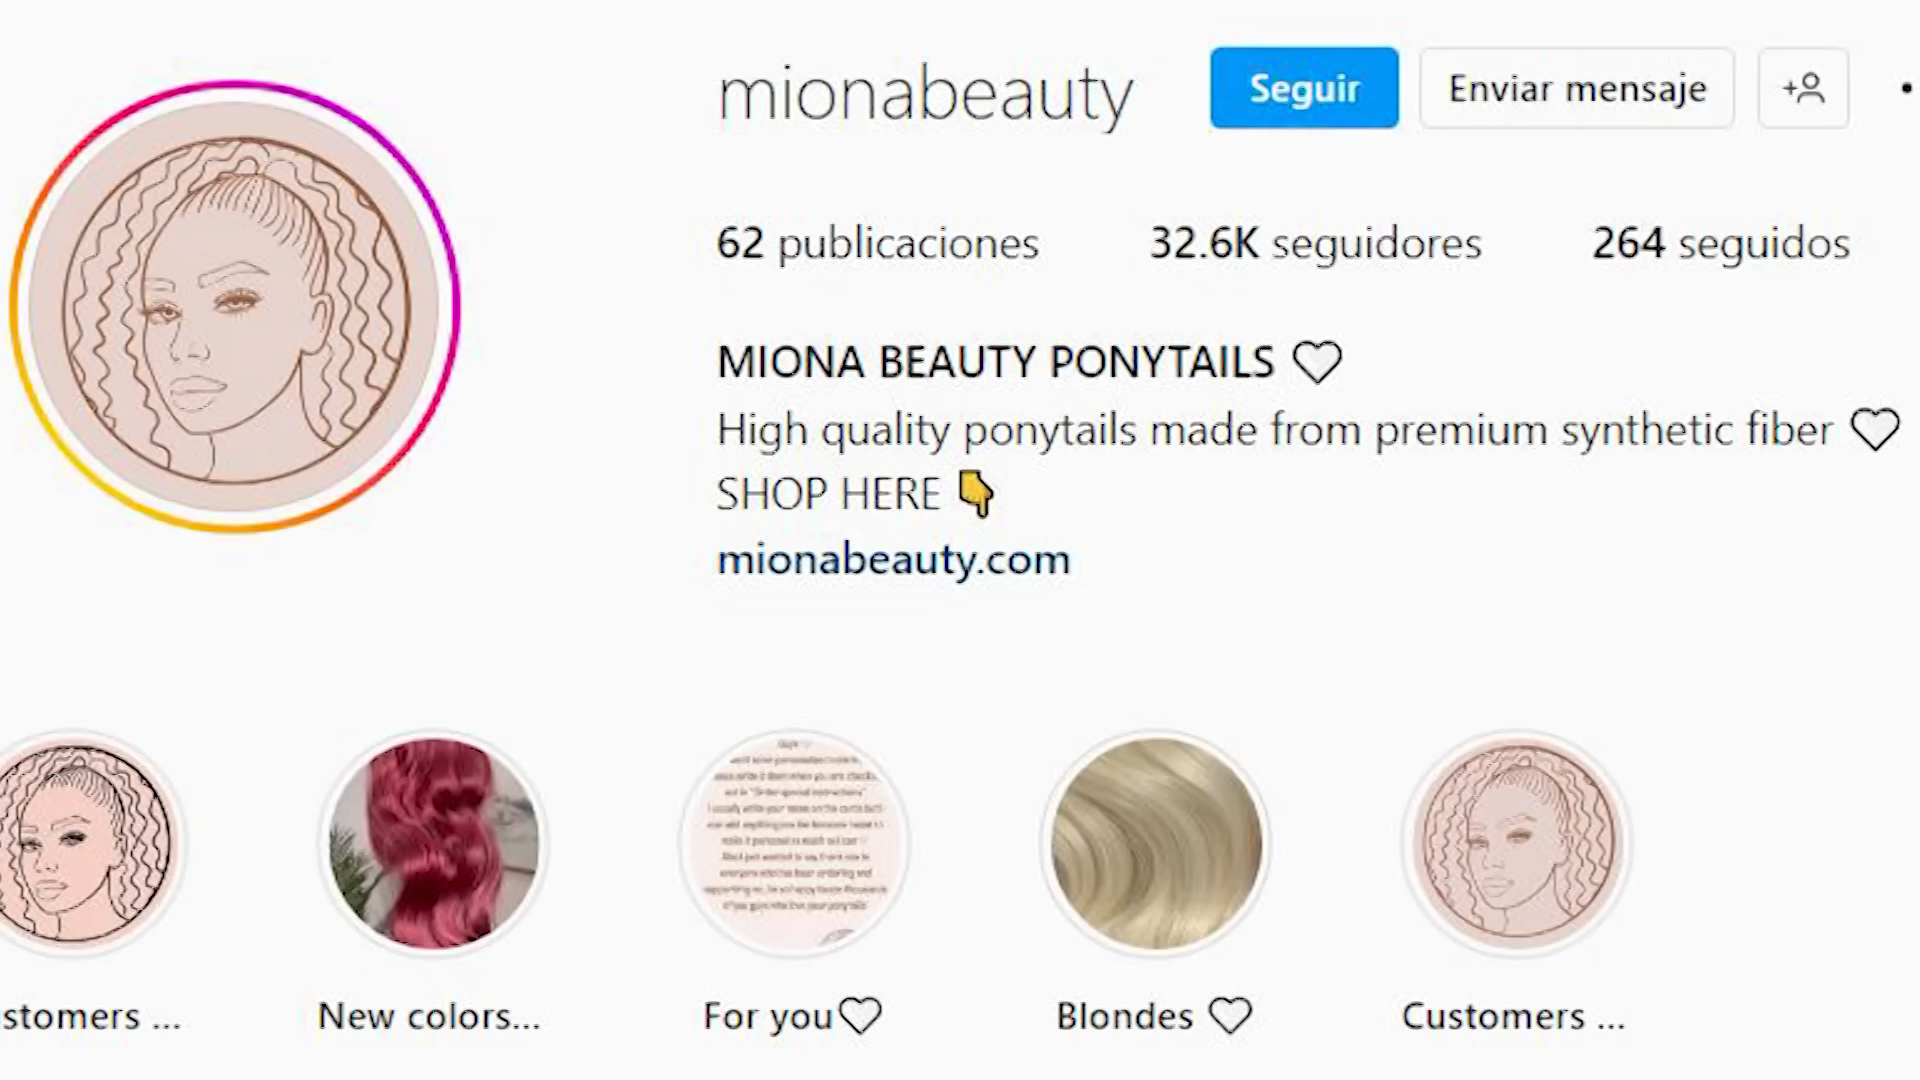 mionabeauty Seguir Enviar mensaje
62 publicaciones 32.6K seguidores 264 seguidos
MIONA BEAUTY PONYTAILS 🤍
High quality ponytails made from premium synthetic fiber 🤍
SHOP HERE 👇
mionabeauty.com
stomers ... New colors... For you🤍 Blondes 🤍 Customers ...